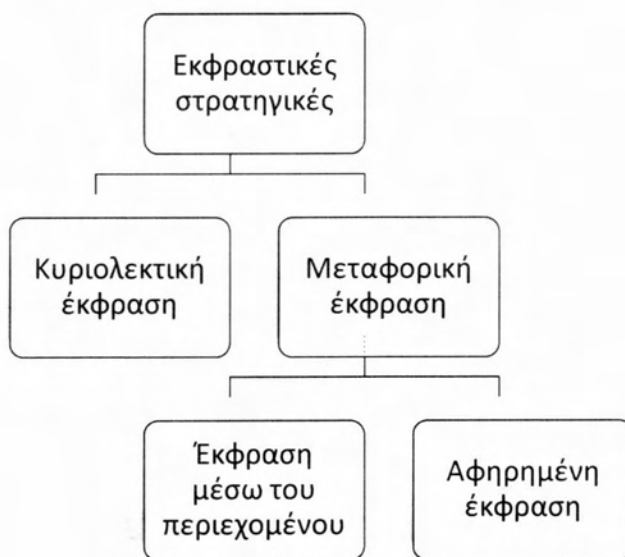 Εκφραστικές
στρατηγικές
Κυριολεκτική
έκφραση
Μεταφορική
έκφραση
Έκφραση
μέσω του
περιεχομένου
Αφηρημένη
έκφραση